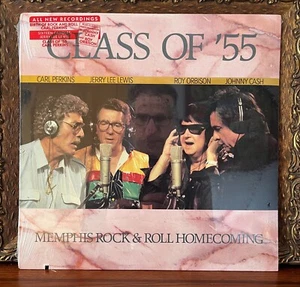 ALL NEW RECORDINGS
CLASS OF '55
CARL PERKINS JERRY LEE LEWIS ROY ORBISON JOHNNY CASH
MEMPHIS ROCK & ROLL HOMECOMING